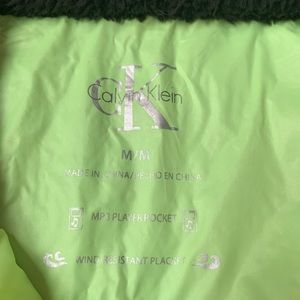 CK
Calvin Klein
M/M
MADE IN CHINA/HECHO EN CHINA
MP3 PLAYER POCKET
WIND RESISTANT PLACKET